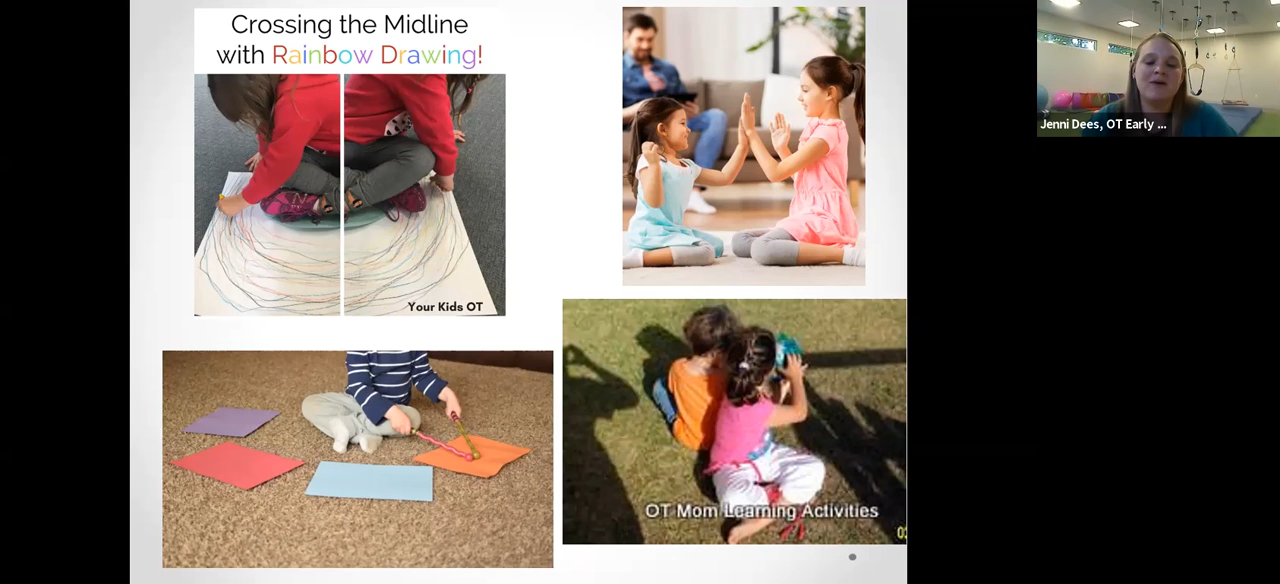 Crossing the Midline
with Rainbow Drawing!
Your Kids OT
OT Mom Learning Activities
Jenni Dees, OT Early ...